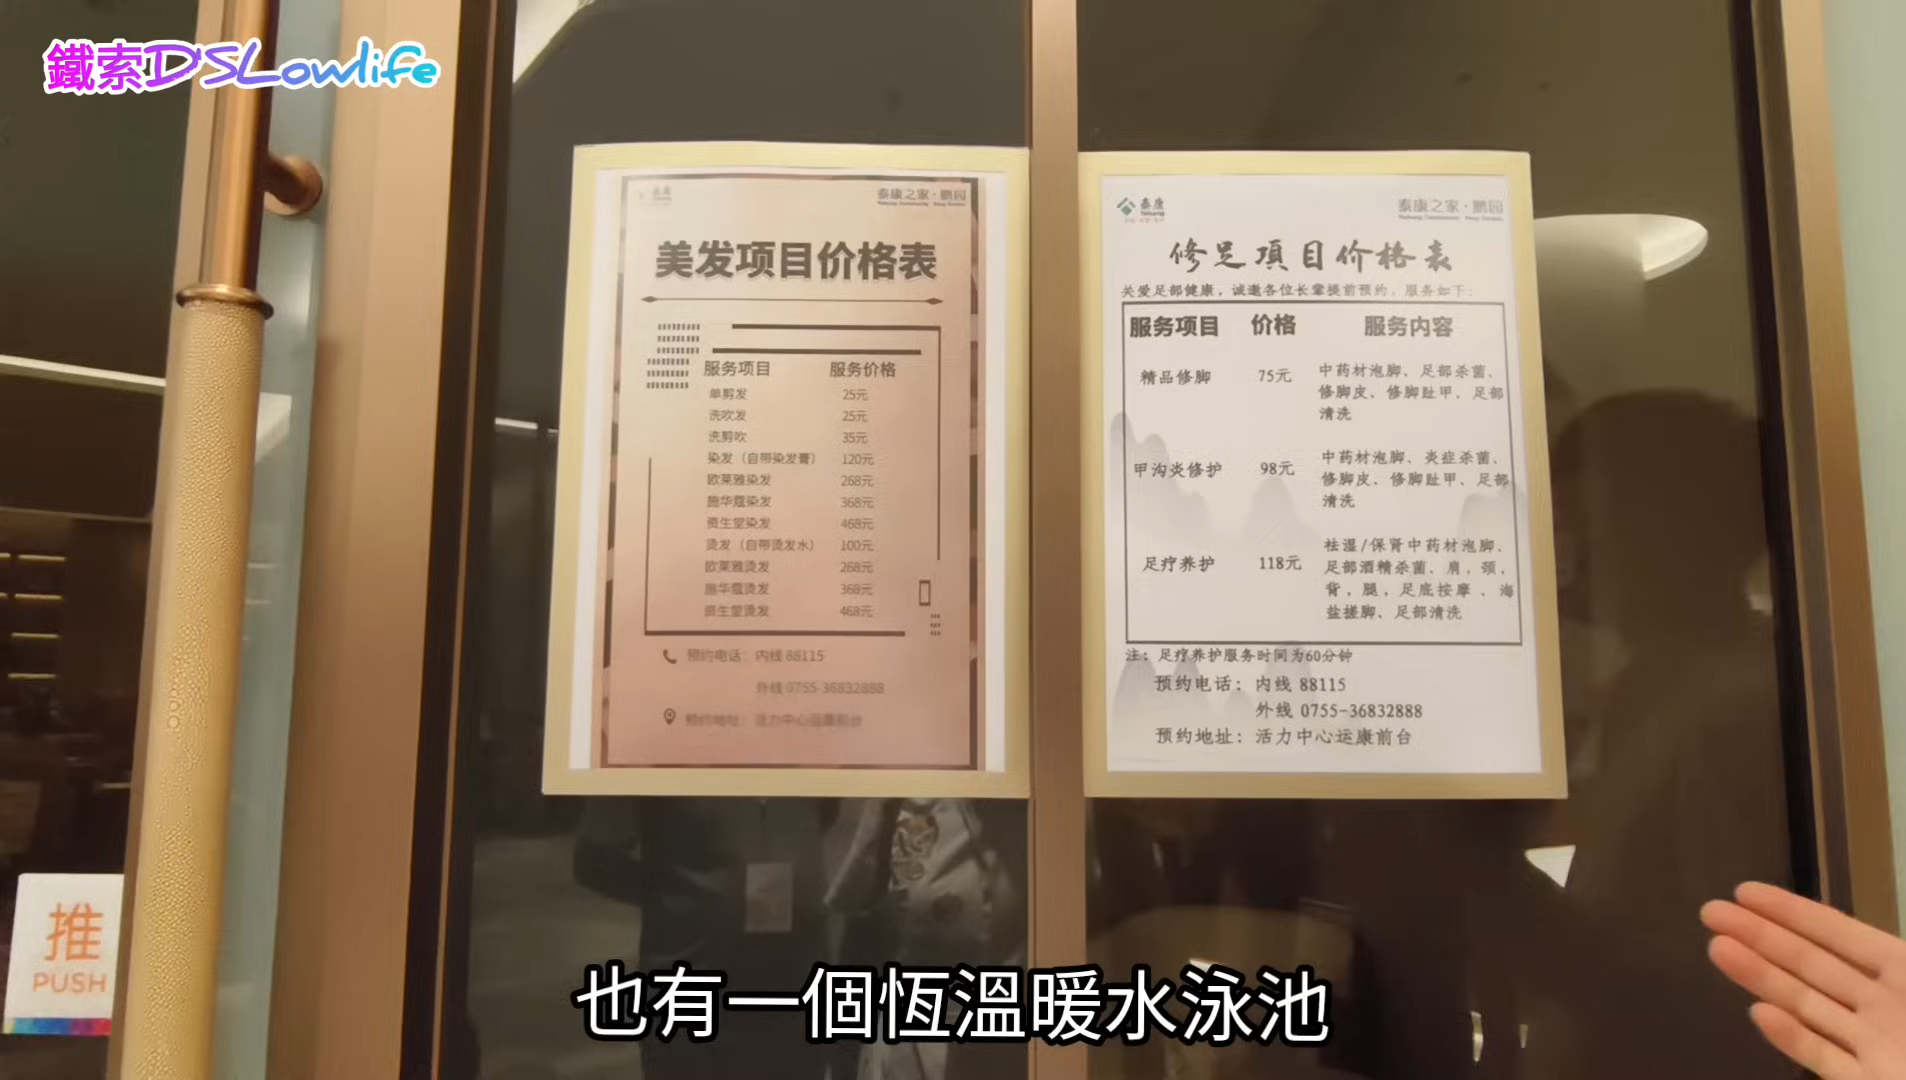 鐵索D'SLowlife
泰康
泰康之家·鹏园
美发项目价格表
服务项目 服务价格
单剪发 25元
洗吹发 25元
洗剪吹 35元
染发（自带染发膏） 120元
欧莱雅染发 268元
施华蔻染发 368元
资生堂染发 468元
烫发（自带烫发水） 100元
欧莱雅烫发 268元
施华蔻烫发 368元
资生堂烫发 468元
预约电话：内线 88115
外线 0755-36832888
预约地址：活力中心运康前台
泰康
泰康之家·鹏园
修足項目价格表
关爱足部健康，诚邀各位长辈提前预约，服务如下：
服务项目 价格 服务内容
精品修脚 75元 中药材泡脚、足部杀菌、
修脚皮、修脚趾甲、足部
清洗
甲沟炎修护 98元 中药材泡脚、炎症杀菌、
修脚皮、修脚趾甲、足部
清洗
足疗养护 118元 祛湿/保肾中药材泡脚、
足部酒精杀菌、肩，颈，
背，腿，足底按摩、海
盐搓脚、足部清洗
注：足疗养护服务时间为60分钟
预约电话：内线 88115
外线 0755-36832888
预约地址：活力中心运康前台
推
PUSH
也有一個恆溫暖水泳池